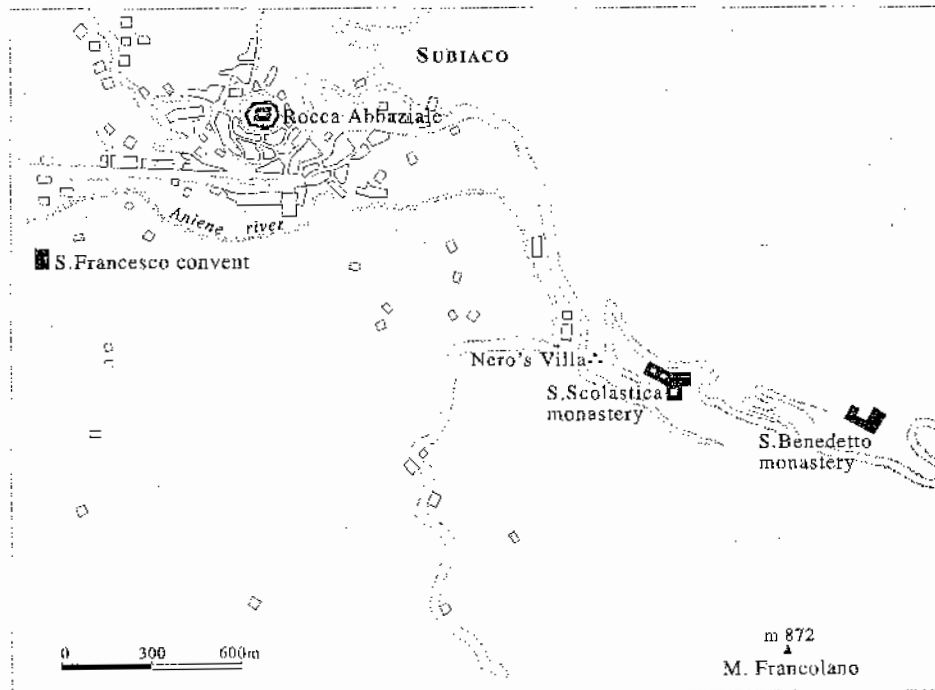 SUBIACO
Rocca Abbaziale
Aniene river
S.Francesco convent
Nero's Villa
S.Scolastica
monastery
S.Benedetto
monastery
0 300 600m
m 872
M. Francolano